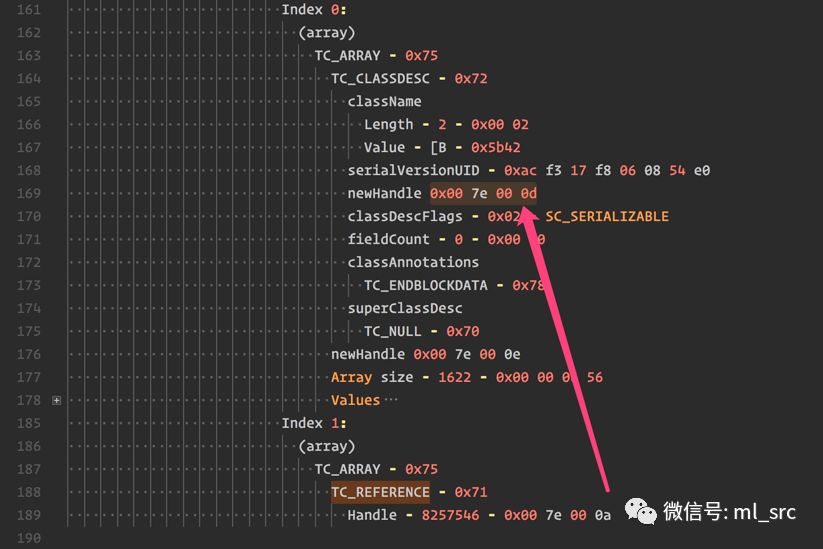 161 Index 0:
162 (array)
163 TC_ARRAY - 0x75
164 TC_CLASSDESC - 0x72
165 className
166 Length - 2 - 0x00 02
167 Value - [B - 0x5b42
168 serialVersionUID - 0xac f3 17 f8 06 08 54 e0
169 newHandle 0x00 7e 00 0d
170 classDescFlags - 0x02 SC_SERIALIZABLE
171 fieldCount - 0 - 0x00 0
172 classAnnotations
173 TC_ENDBLOCKDATA - 0x78
174 superClassDesc
175 TC_NULL - 0x70
176 newHandle 0x00 7e 00 0e
177 Array size - 1622 - 0x00 00 0 56
178 Values ···
185 Index 1:
186 (array)
187 TC_ARRAY - 0x75
188 TC_REFERENCE - 0x71
189 Handle - 8257546 - 0x00 7e 00 0a
190
微信号: ml_src